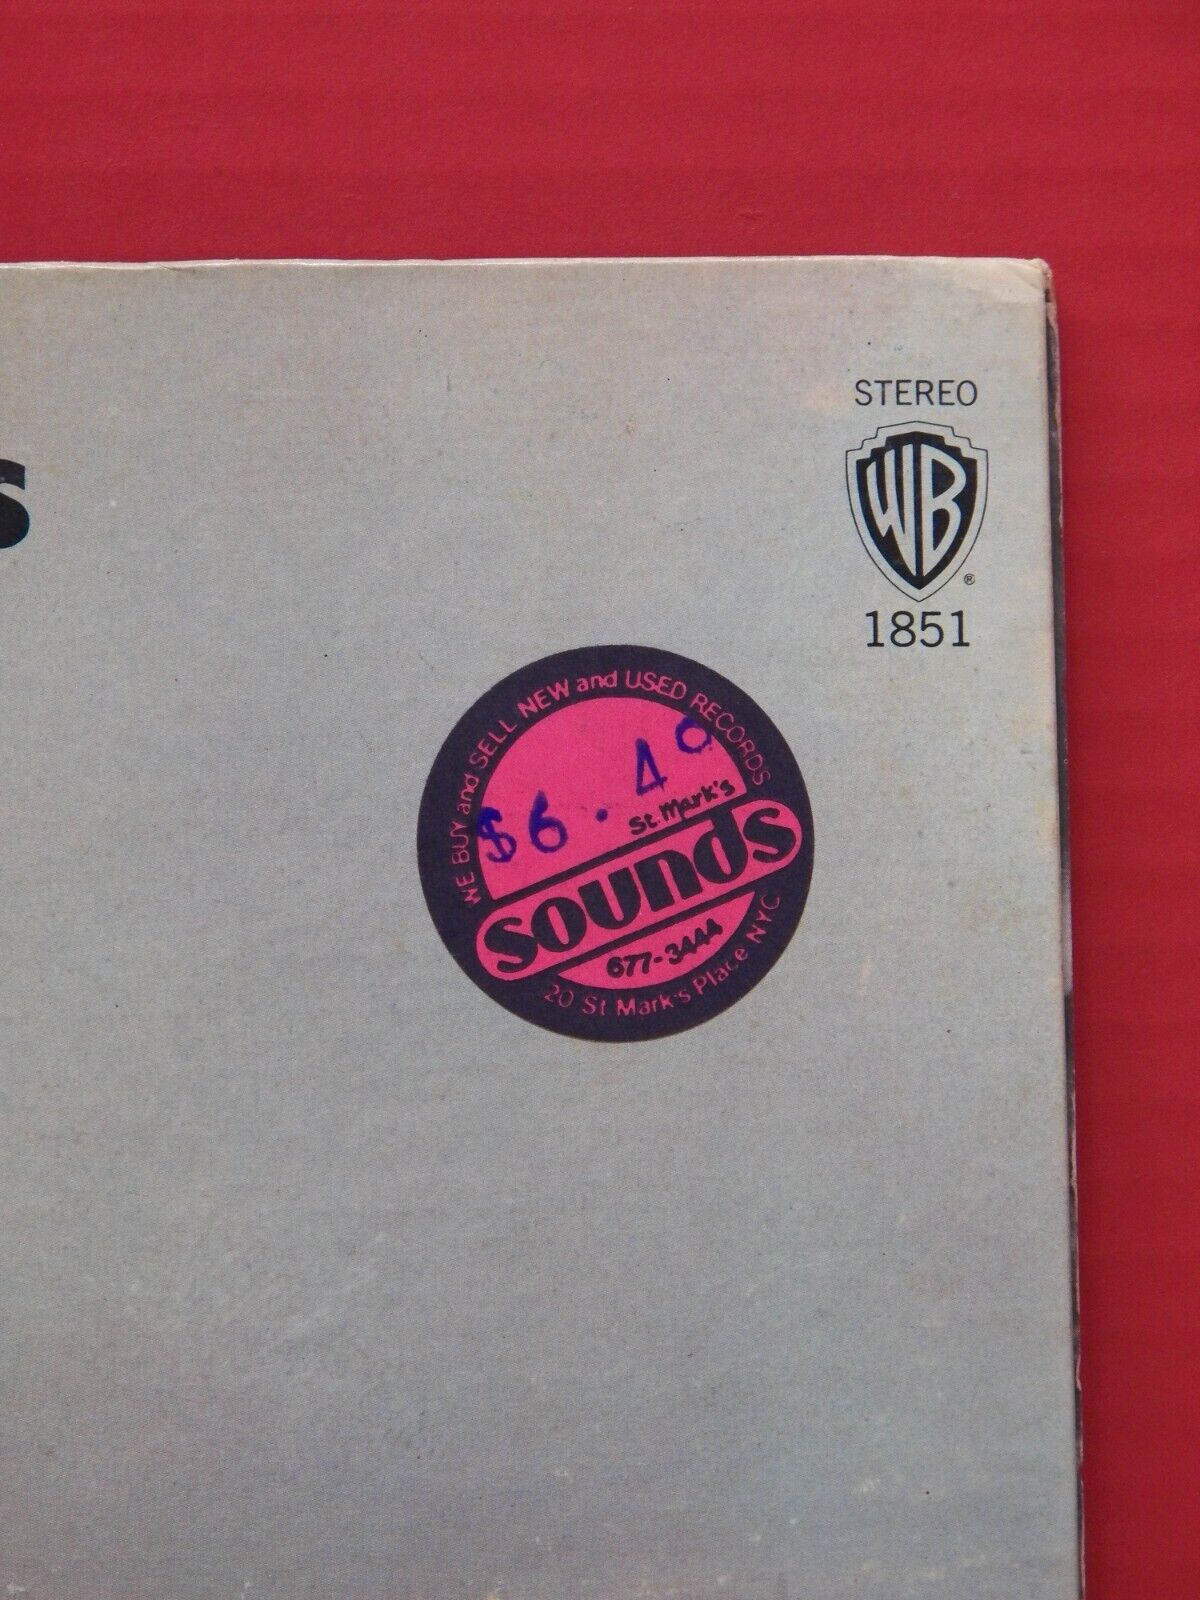 STEREO
WB
®
1851
s
WE BUY and SELL NEW and USED RECORDS
$6.40
St. Mark's
sounds
677-3444
20 St Mark's Place NYC